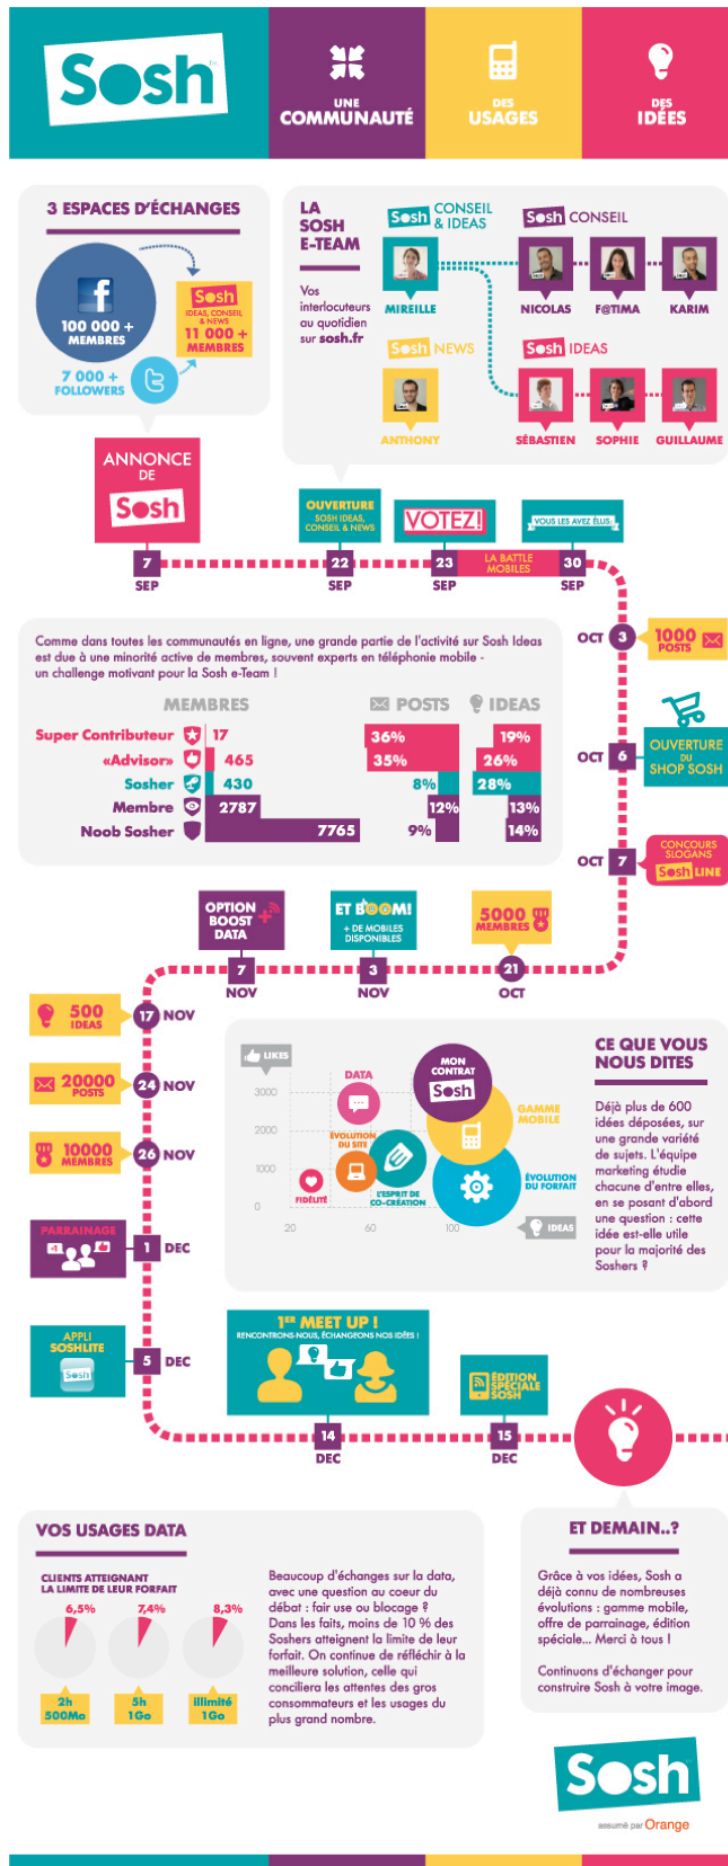 Sosh
UNE
COMMUNAUTÉ
DES
USAGES
DES
IDÉES
3 ESPACES D'ÉCHANGES
100 000 +
MEMBRES
Sosh
IDEAS, CONSEIL
& NEWS
11 000 +
MEMBRES
7 000 +
FOLLOWERS
LA
SOSH
E-TEAM
Vos
interlocuteurs
au quotidien
sur sosh.fr
Sosh CONSEIL
& IDEAS
MIREILLE
Sosh CONSEIL
NICOLAS
F@TIMA
KARIM
Sosh NEWS
ANTHONY
Sosh IDEAS
SÉBASTIEN
SOPHIE
GUILLAUME
ANNONCE
DE
Sosh
7
SEP
OUVERTURE
SOSH IDEAS,
CONSEIL & NEWS
22
SEP
VOTEZ!
23
SEP
LA BATTLE
MOBILES
VOUS LES AVEZ ÉLUS
30
SEP
OCT 3
1000
POSTS
OCT 6
OUVERTURE
DU
SHOP SOSH
OCT 7
CONCOURS
SLOGANS
Sosh LINE
Comme dans toutes les communautés en ligne, une grande partie de l'activité sur Sosh Ideas
est due à une minorité active de membres, souvent experts en téléphonie mobile -
un challenge motivant pour la Sosh e-Team !
MEMBRES POSTS IDEAS
Super Contributeur 17 36% 19%
«Advisor» 465 35% 26%
Sosher 430 8% 28%
Membre 2787 12% 13%
Noob Sosher 7765 9% 14%
OPTION
BOOST
DATA
7
NOV
ET BOOM!
+ DE MOBILES
DISPONIBLES
3
NOV
5000
MEMBRES
21
OCT
500
IDEAS
17 NOV
20000
POSTS
24 NOV
10000
MEMBRES
26 NOV
PARRAINAGE
1 DEC
APPLI
SOSHLITE
Sosh
5 DEC
LIKES
3000
2000
1000
0
20
60
100
IDEAS
DATA
MON
CONTRAT
Sosh
GAMME
MOBILE
ÉVOLUTION
DU SITE
FIDÉLITÉ
L'ESPRIT DE
CO-CRÉATION
ÉVOLUTION
DU FORFAIT
CE QUE VOUS
NOUS DITES
Déjà plus de 600
idées déposées, sur
une grande variété
de sujets. L'équipe
marketing étudie
chacune d'entre elles,
en se posant d'abord
une question : cette
idée est-elle utile
pour la majorité des
Soshers ?
1ER MEET UP !
RENCONTRONS-NOUS, ÉCHANGEONS NOS IDÉES !
14
DEC
ÉDITION
SPÉCIALE
SOSH
15
DEC
VOS USAGES DATA
CLIENTS ATTEIGNANT
LA LIMITE DE LEUR FORFAIT
6,5%
7,4%
8,3%
2h
500Mo
5h
1Go
illimité
1Go
Beaucoup d'échanges sur la data,
avec une question au coeur du
débat : fair use ou blocage ?
Dans les faits, moins de 10 % des
Soshers atteignent la limite de leur
forfait. On continue de réfléchir à la
meilleure solution, celle qui
conciliera les attentes des gros
consommateurs et les usages du
plus grand nombre.
ET DEMAIN..?
Grâce à vos idées, Sosh a
déjà connu de nombreuses
évolutions : gamme mobile,
offre de parrainage, édition
spéciale... Merci à tous !
Continuons d'échanger pour
construire Sosh à votre image.
Sosh
assumé par Orange